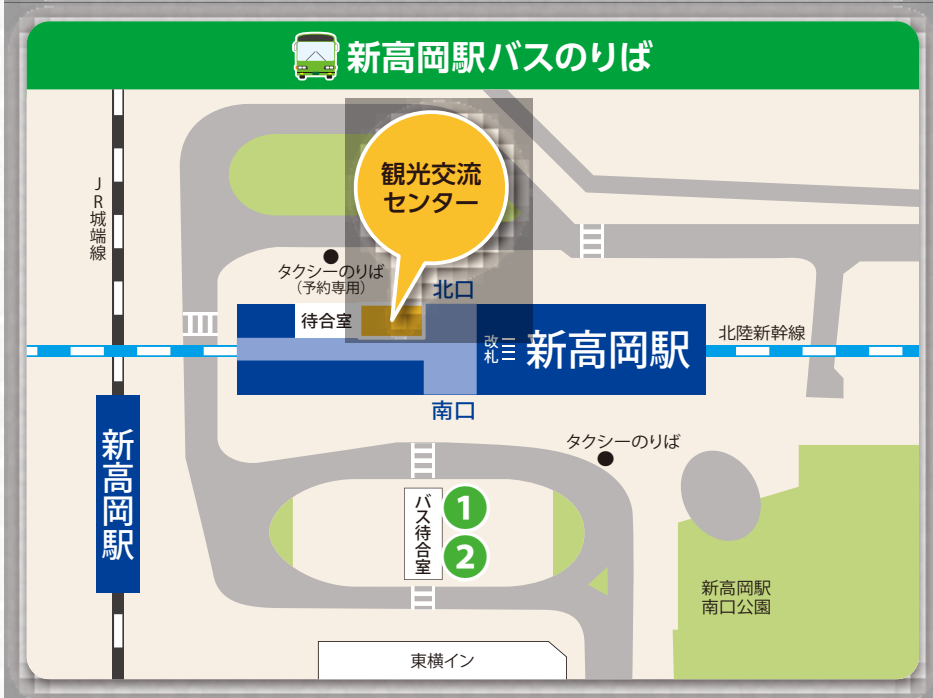 新高岡駅バスのりば
観光交流
センター
JR城端線
タクシーのりば
(予約専用)
北口
待合室
改札
新高岡駅
北陸新幹線
南口
新高岡駅
タクシーのりば
バス待合室
1
2
新高岡駅
南口公園
東横イン